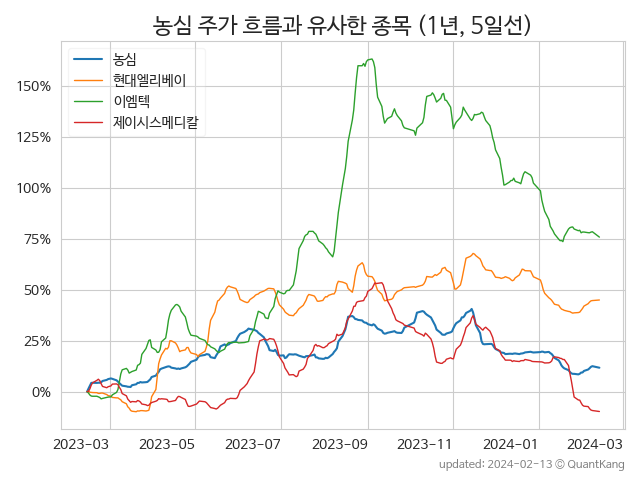 농심 주가 흐름과 유사한 종목 (1년, 5일선)
농심
현대엘리베이
이엠텍
제이시스메디칼
150%
125%
100%
75%
50%
25%
0%
2023-03 2023-05 2023-07 2023-09 2023-11 2024-01 2024-03
updated: 2024-02-13 © QuantKang